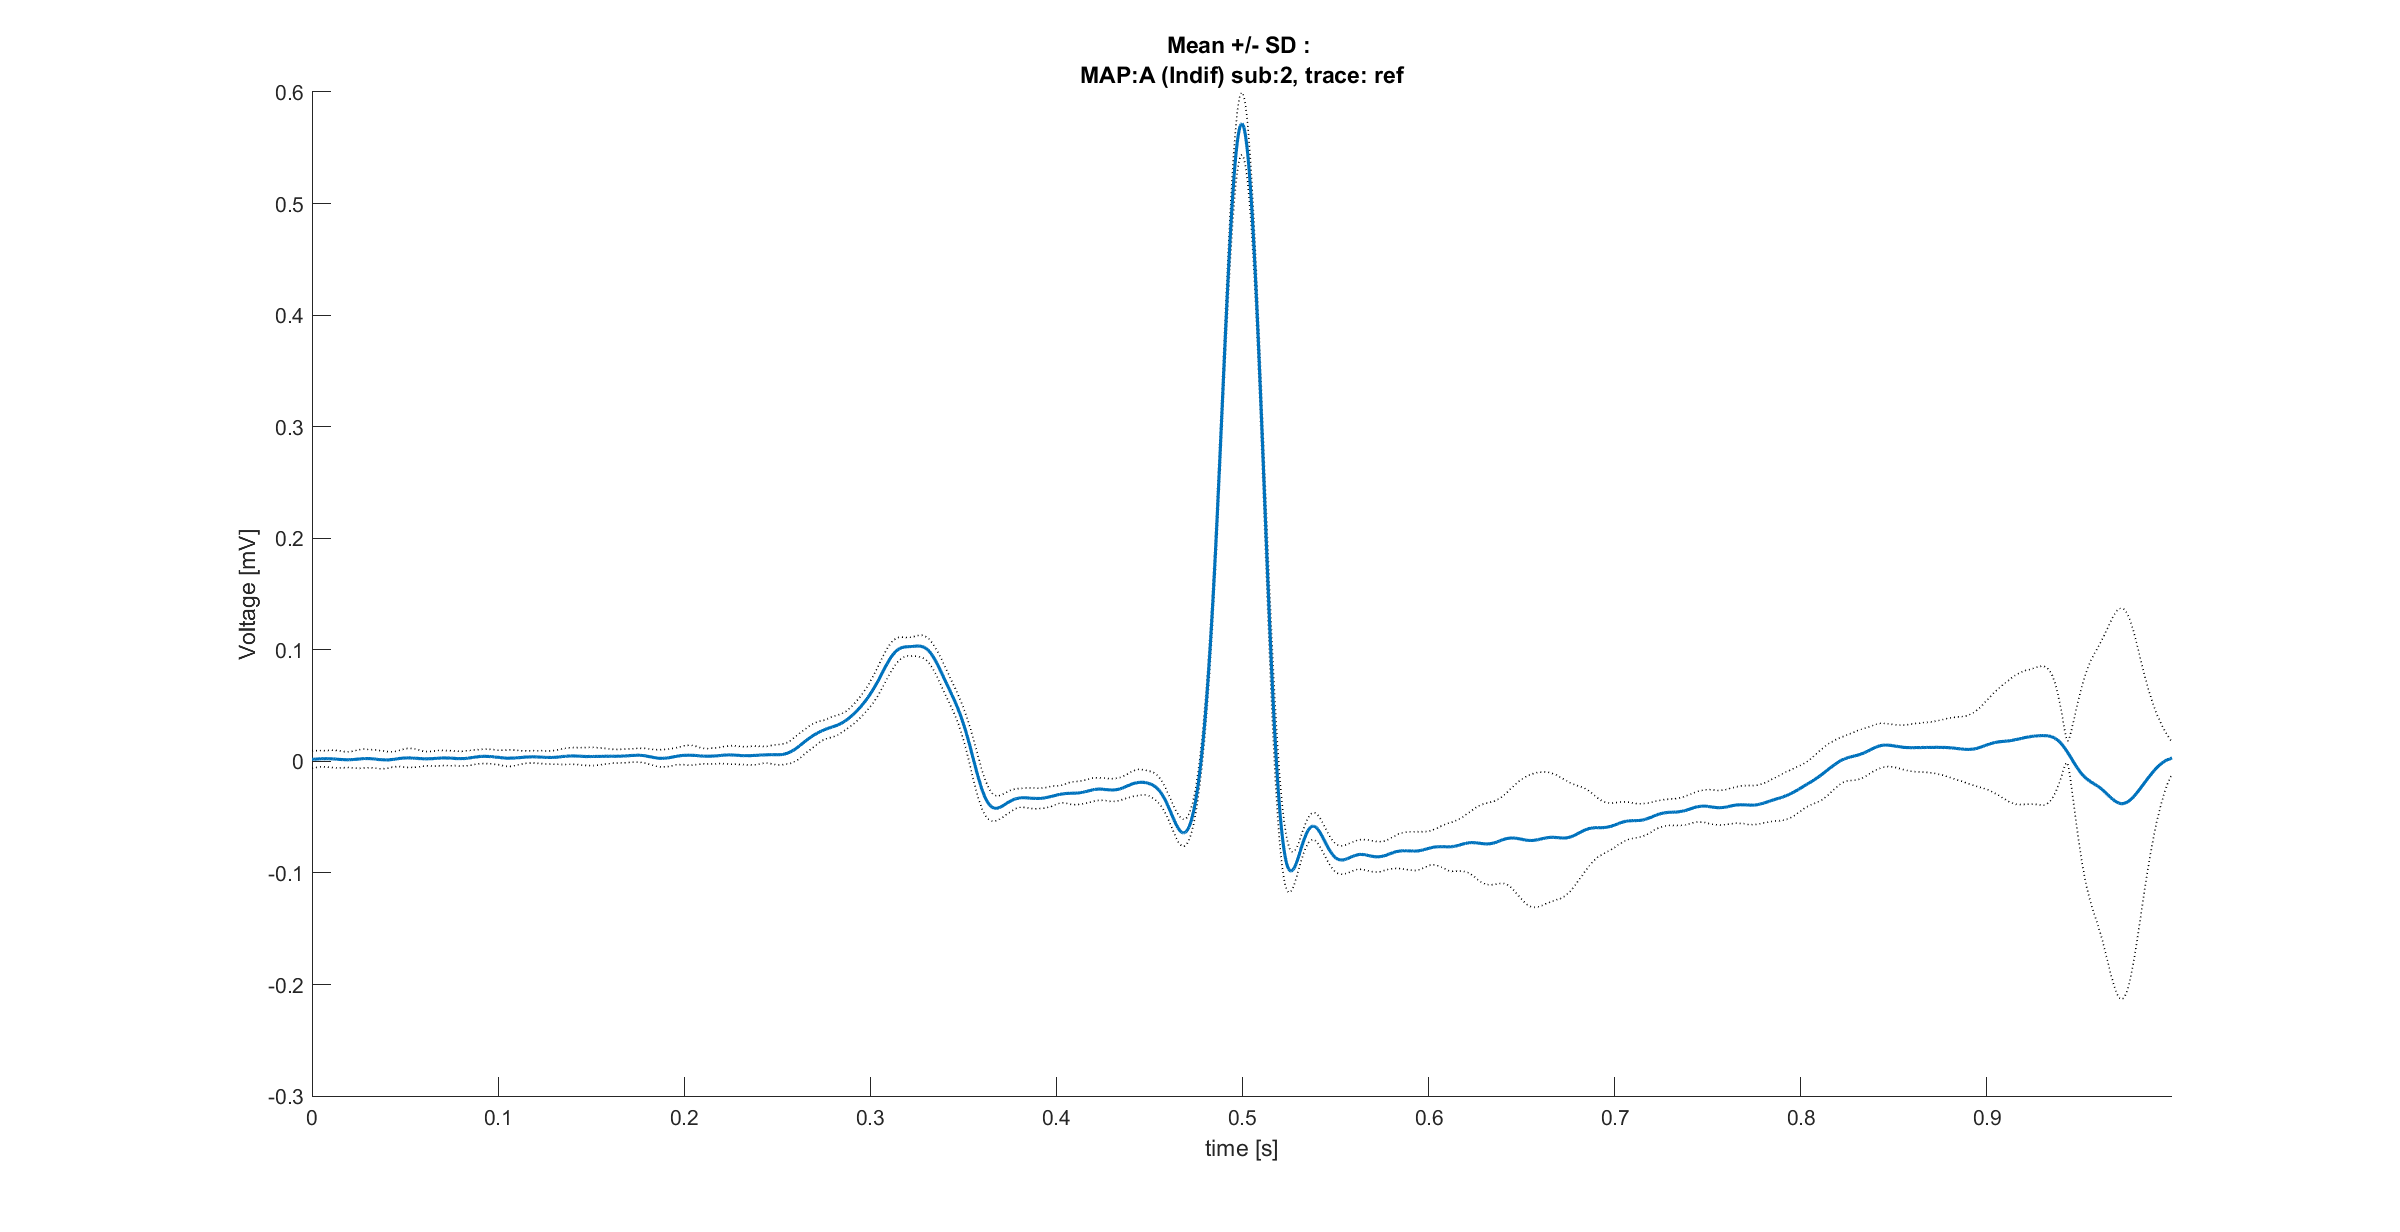 Mean +/- SD :
MAP:A (Indif) sub:2, trace: ref
0.6
0.5
0.4
0.3
0.2
0.1
0
-0.1
-0.2
-0.3
Voltage [mV]
0 0.1 0.2 0.3 0.4 0.5 0.6 0.7 0.8 0.9
time [s]